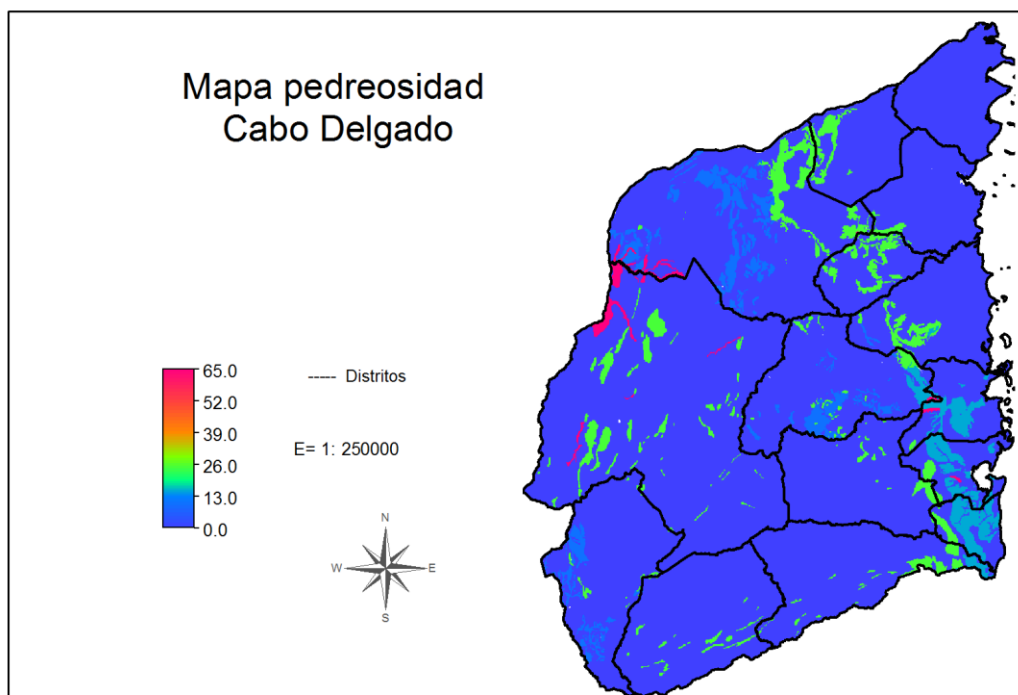 Mapa pedreosidad
Cabo Delgado
65.0
52.0
39.0
26.0
13.0
0.0
----- Distritos
E= 1: 250000
N
W
E
S